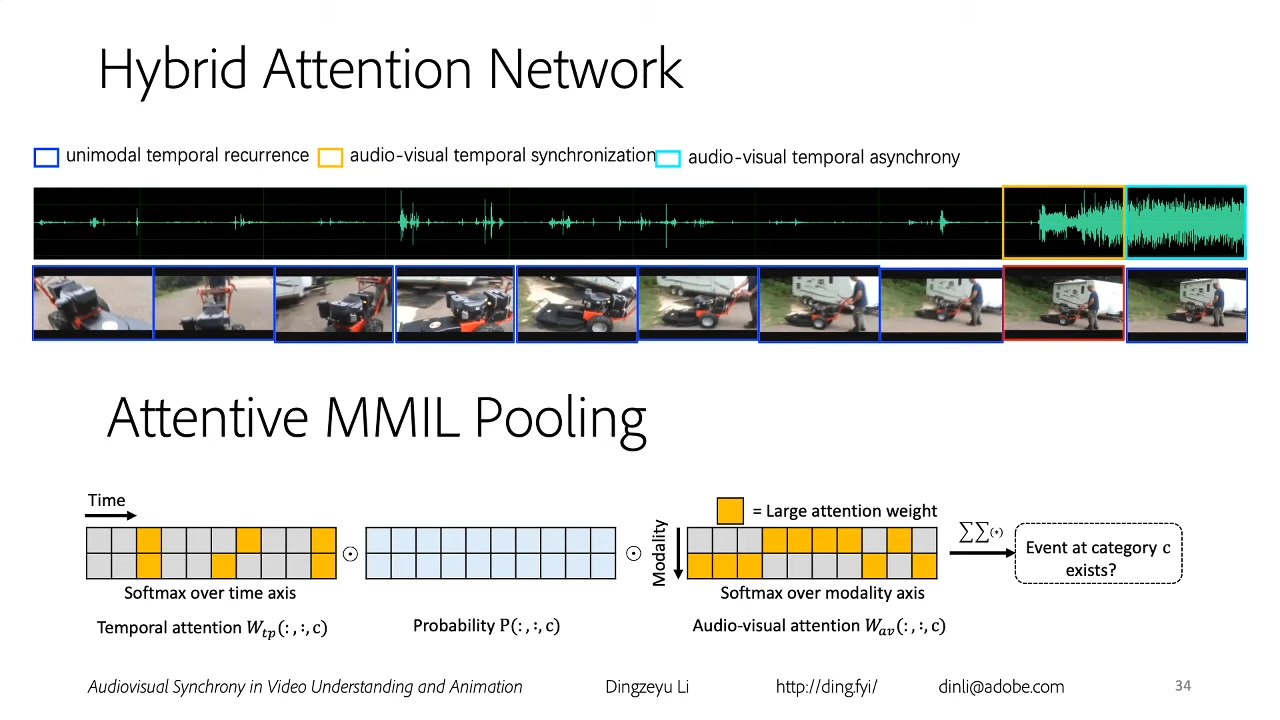 Hybrid Attention Network
unimodal temporal recurrence
audio-visual temporal synchronization
audio-visual temporal asynchrony
Attentive MMIL Pooling
Time
= Large attention weight
Modality
⊙
⊙
∑∑(*)
Event at category c
exists?
Softmax over time axis
Softmax over modality axis
Temporal attention W_tp(:,:,c)
Probability P(:,:,c)
Audio-visual attention W_av(:,:,c)
Audiovisual Synchrony in Video Understanding and Animation
Dingzeyu Li
http://ding.fyi/
dinli@adobe.com
34